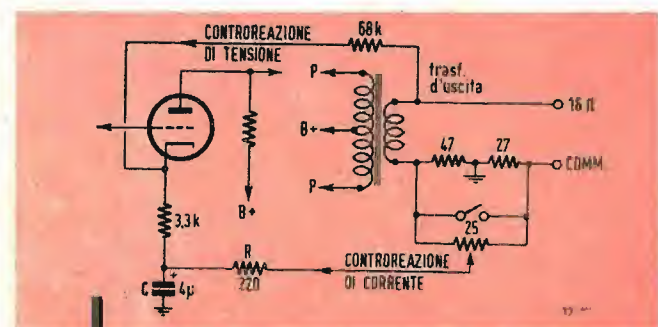 CONTROREAZIONE
DI TENSIONE
68k
P
trasf.
d'uscita
16 Ω
B+
47
27
COMM.
P
B+
25
3,3k
R
220
CONTROREAZIONE
DI CORRENTE
C
+
4µ